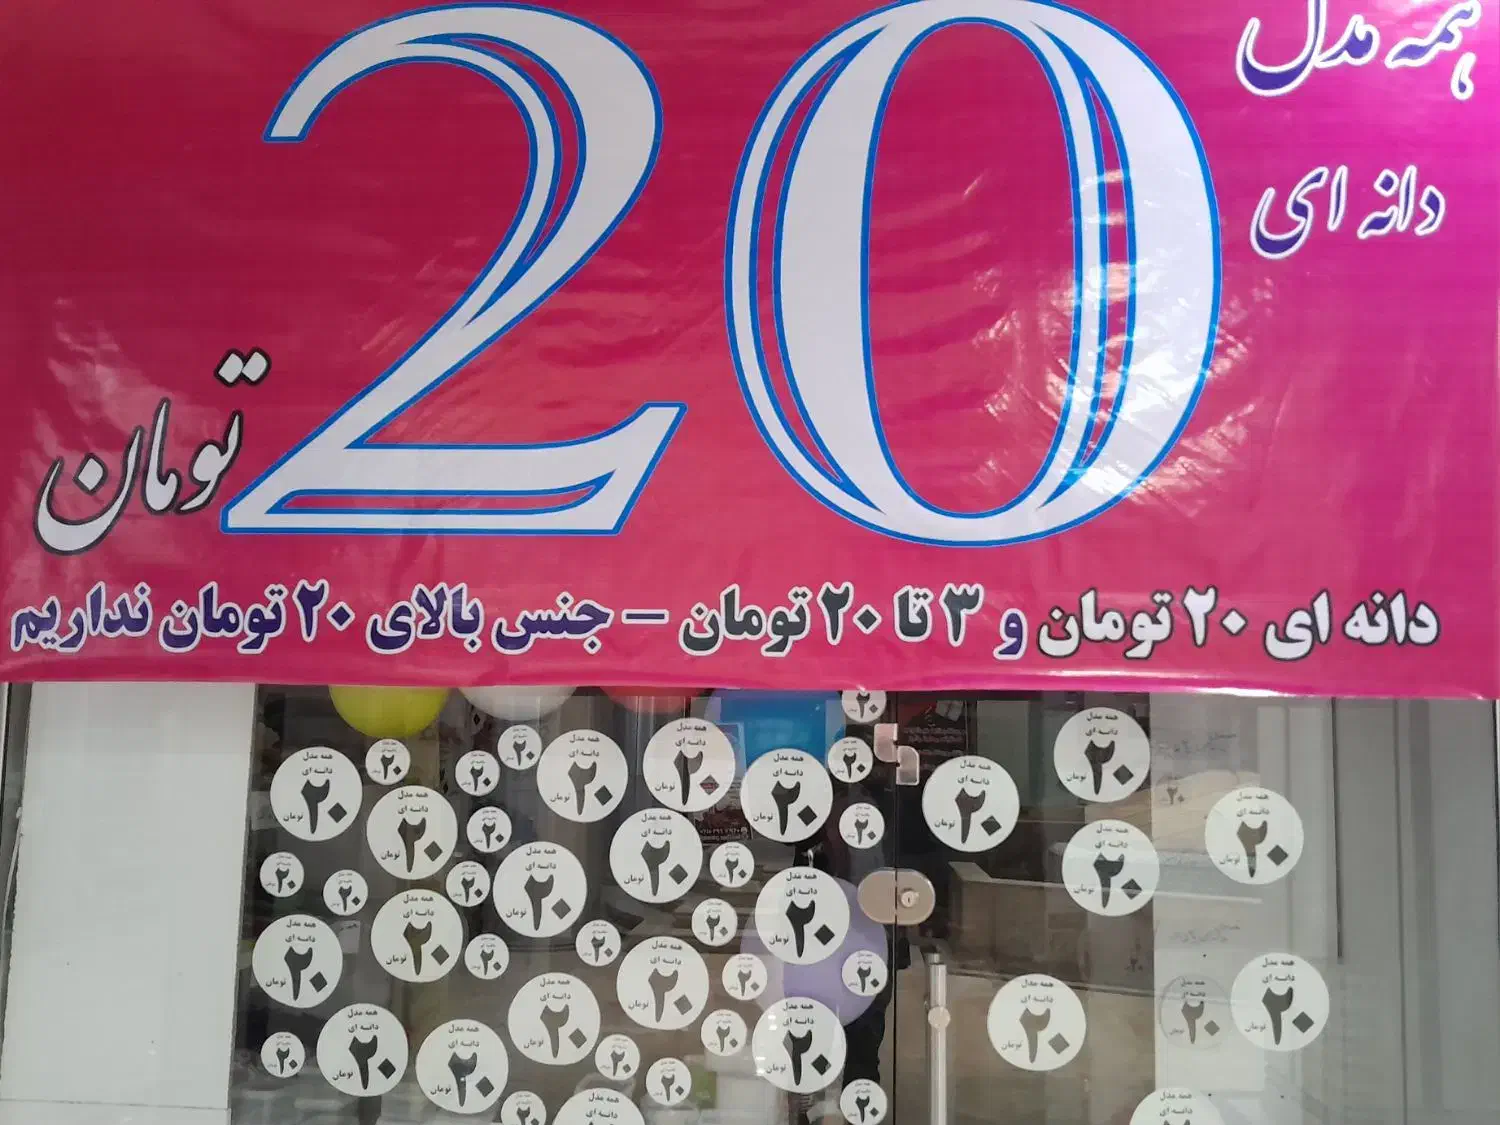 همه مدل
دانه ای
20
تومان
دانه ای ۲۰ تومان و ۳ تا ۲۰ تومان - جنس بالای ۲۰ تومان نداریم
همه مدل
دانه ای
۲۰
تومان